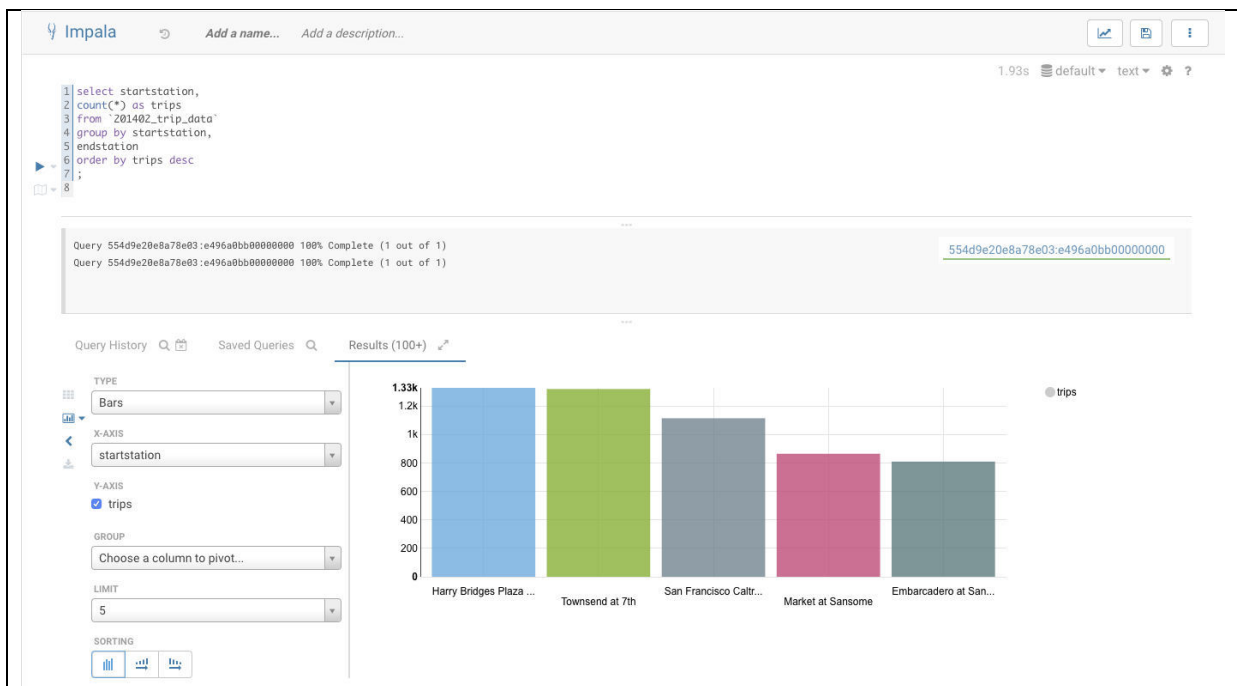 Impala Add a name... Add a description...
1.93s default text ?
1 select startstation,
2 count(*) as trips
3 from `201402_trip_data`
4 group by startstation,
5 endstation
6 order by trips desc
7 ;
8
Query 554d9e20e8a78e03:e496a0bb00000000 100% Complete (1 out of 1)
Query 554d9e20e8a78e03:e496a0bb00000000 100% Complete (1 out of 1)
554d9e20e8a78e03:e496a0bb00000000
Query History Saved Queries Results (100+)
TYPE
Bars
X-AXIS
startstation
Y-AXIS
trips
GROUP
Choose a column to pivot...
LIMIT
5
SORTING
1.33k
1.2k
1k
800
600
400
200
0
Harry Bridges Plaza ...
Townsend at 7th
San Francisco Caltr...
Market at Sansome
Embarcadero at San...
trips